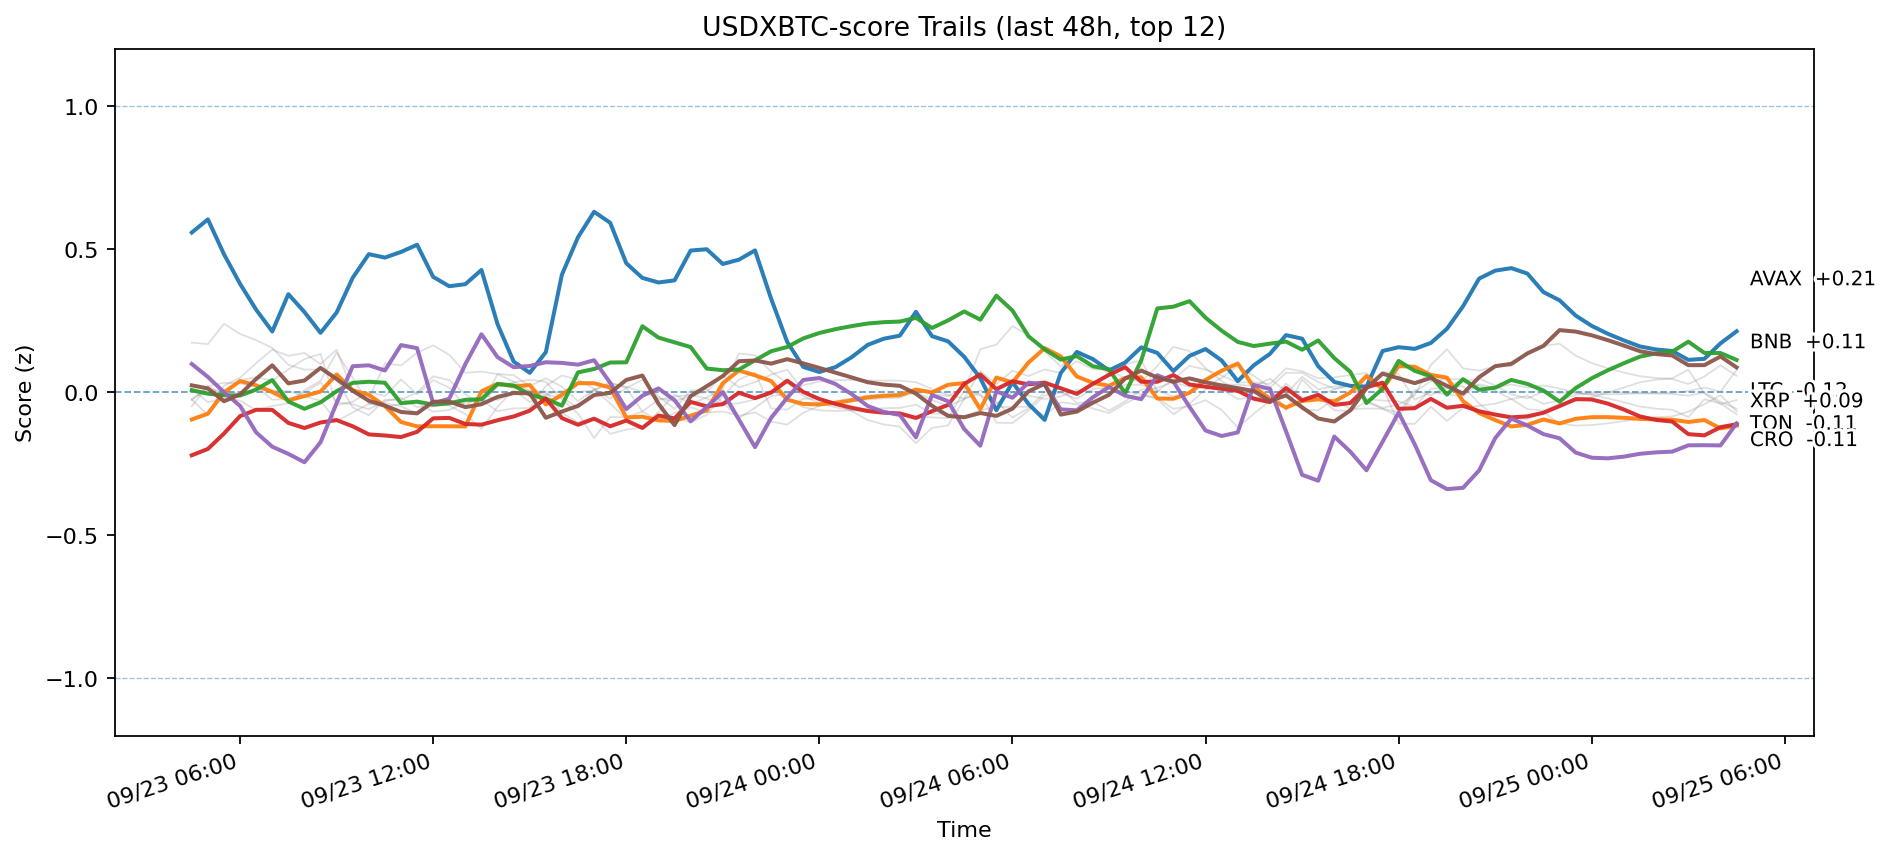 USDXBTC-score Trails (last 48h, top 12)
Score (z)
1.0
0.5
0.0
−0.5
−1.0
AVAX +0.21
BNB +0.11
LTC -0.12
XRP +0.09
TON -0.11
CRO -0.11
09/23 06:00
09/23 12:00
09/23 18:00
09/24 00:00
09/24 06:00
09/24 12:00
09/24 18:00
09/25 00:00
09/25 06:00
Time